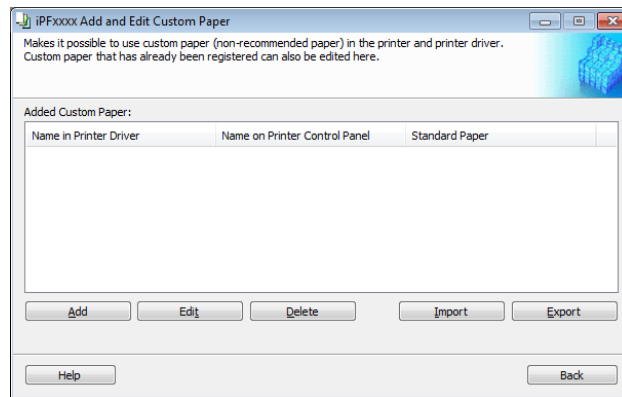 iPFxxxx Add and Edit Custom Paper
Makes it possible to use custom paper (non-recommended paper) in the printer and printer driver.
Custom paper that has already been registered can also be edited here.
Added Custom Paper:
Name in Printer Driver Name on Printer Control Panel Standard Paper
Add Edit Delete Import Export
Help Back